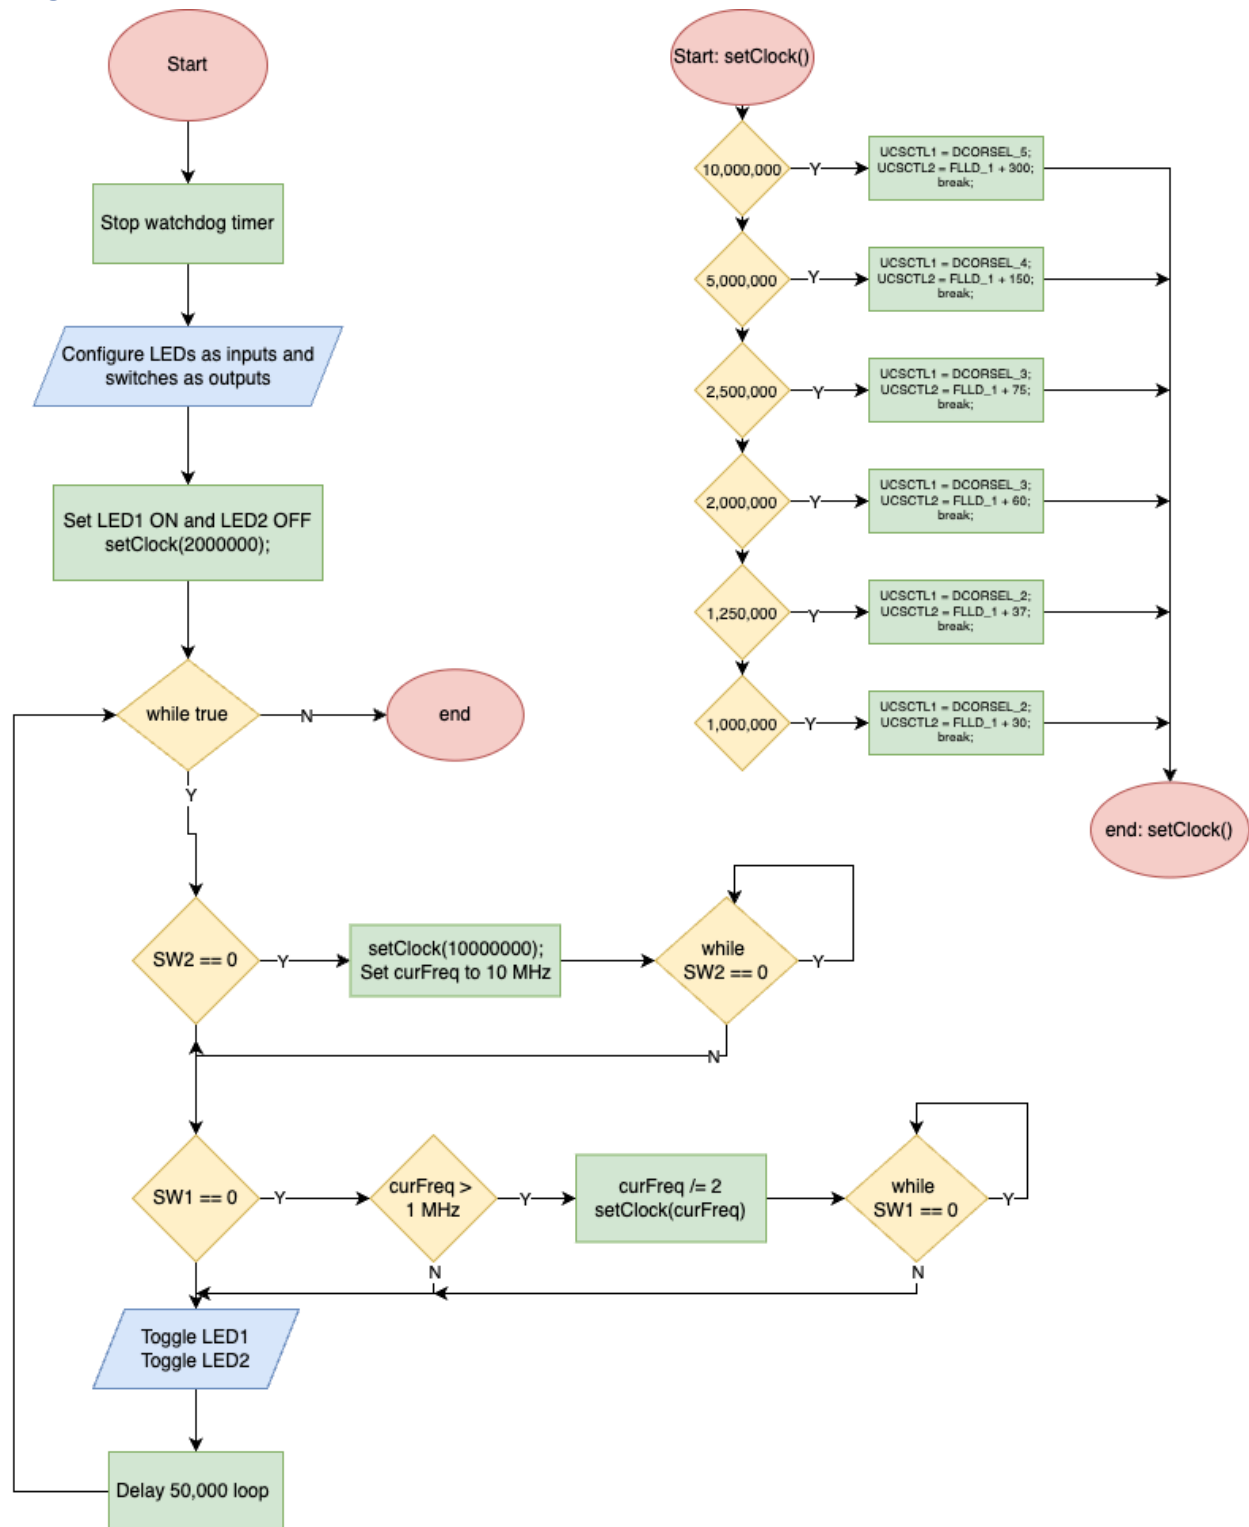 Start
Stop watchdog timer
Configure LEDs as inputs and
switches as outputs
Set LED1 ON and LED2 OFF
setClock(2000000);
while true
N
end
Y
SW2 == 0
Y
setClock(10000000);
Set curFreq to 10 MHz
while
SW2 == 0
Y
N
SW1 == 0
Y
curFreq >
1 MHz
Y
curFreq /= 2
setClock(curFreq)
while
SW1 == 0
Y
N
N
Toggle LED1
Toggle LED2
Delay 50,000 loop
Start: setClock()
10,000,000
Y
UCSCTL1 = DCORSEL_5;
UCSCTL2 = FLLD_1 + 300;
break;
5,000,000
Y
UCSCTL1 = DCORSEL_4;
UCSCTL2 = FLLD_1 + 150;
break;
2,500,000
Y
UCSCTL1 = DCORSEL_3;
UCSCTL2 = FLLD_1 + 75;
break;
2,000,000
Y
UCSCTL1 = DCORSEL_3;
UCSCTL2 = FLLD_1 + 60;
break;
1,250,000
Y
UCSCTL1 = DCORSEL_2;
UCSCTL2 = FLLD_1 + 37;
break;
1,000,000
Y
UCSCTL1 = DCORSEL_2;
UCSCTL2 = FLLD_1 + 30;
break;
end: setClock()